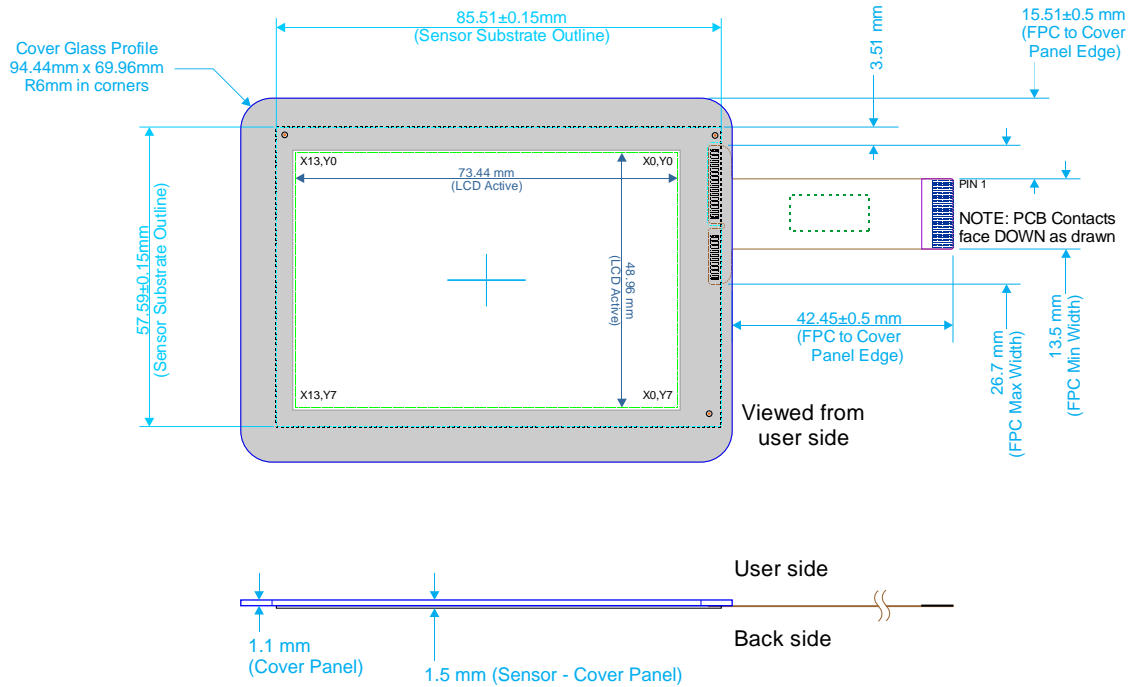 85.51±0.15mm
(Sensor Substrate Outline)
3.51 mm
15.51±0.5 mm
(FPC to Cover
Panel Edge)
Cover Glass Profile
94.44mm x 69.96mm
R6mm in corners
X13,Y0
X0,Y0
73.44 mm
(LCD Active)
48.96 mm
(LCD Active)
57.59±0.15mm
(Sensor Substrate Outline)
PIN 1
NOTE: PCB Contacts
face DOWN as drawn
42.45±0.5 mm
(FPC to Cover
Panel Edge)
26.7 mm
(FPC Max Width)
13.5 mm
(FPC Min Width)
X13,Y7
X0,Y7
Viewed from
user side
User side
Back side
1.1 mm
(Cover Panel)
1.5 mm (Sensor - Cover Panel)